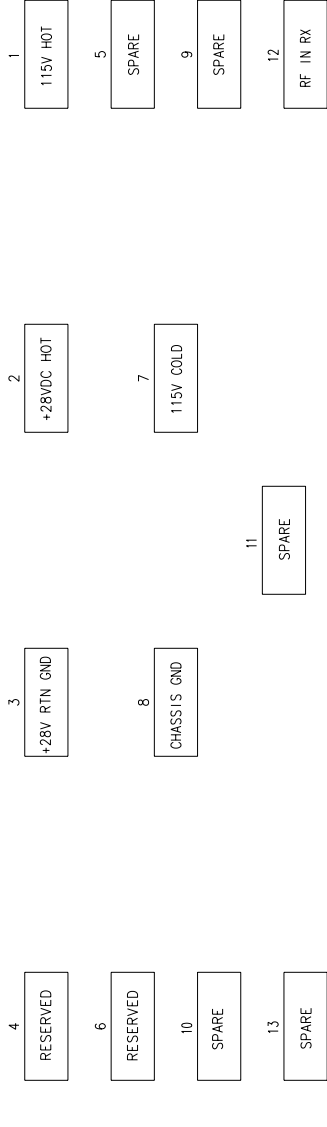 4
RESERVED
3
+28V RTN GND
2
+28VDC HOT
1
115V HOT
6
RESERVED
5
SPARE
8
CHASSIS GND
7
115V COLD
10
SPARE
9
SPARE
11
SPARE
13
SPARE
12
RF IN RX